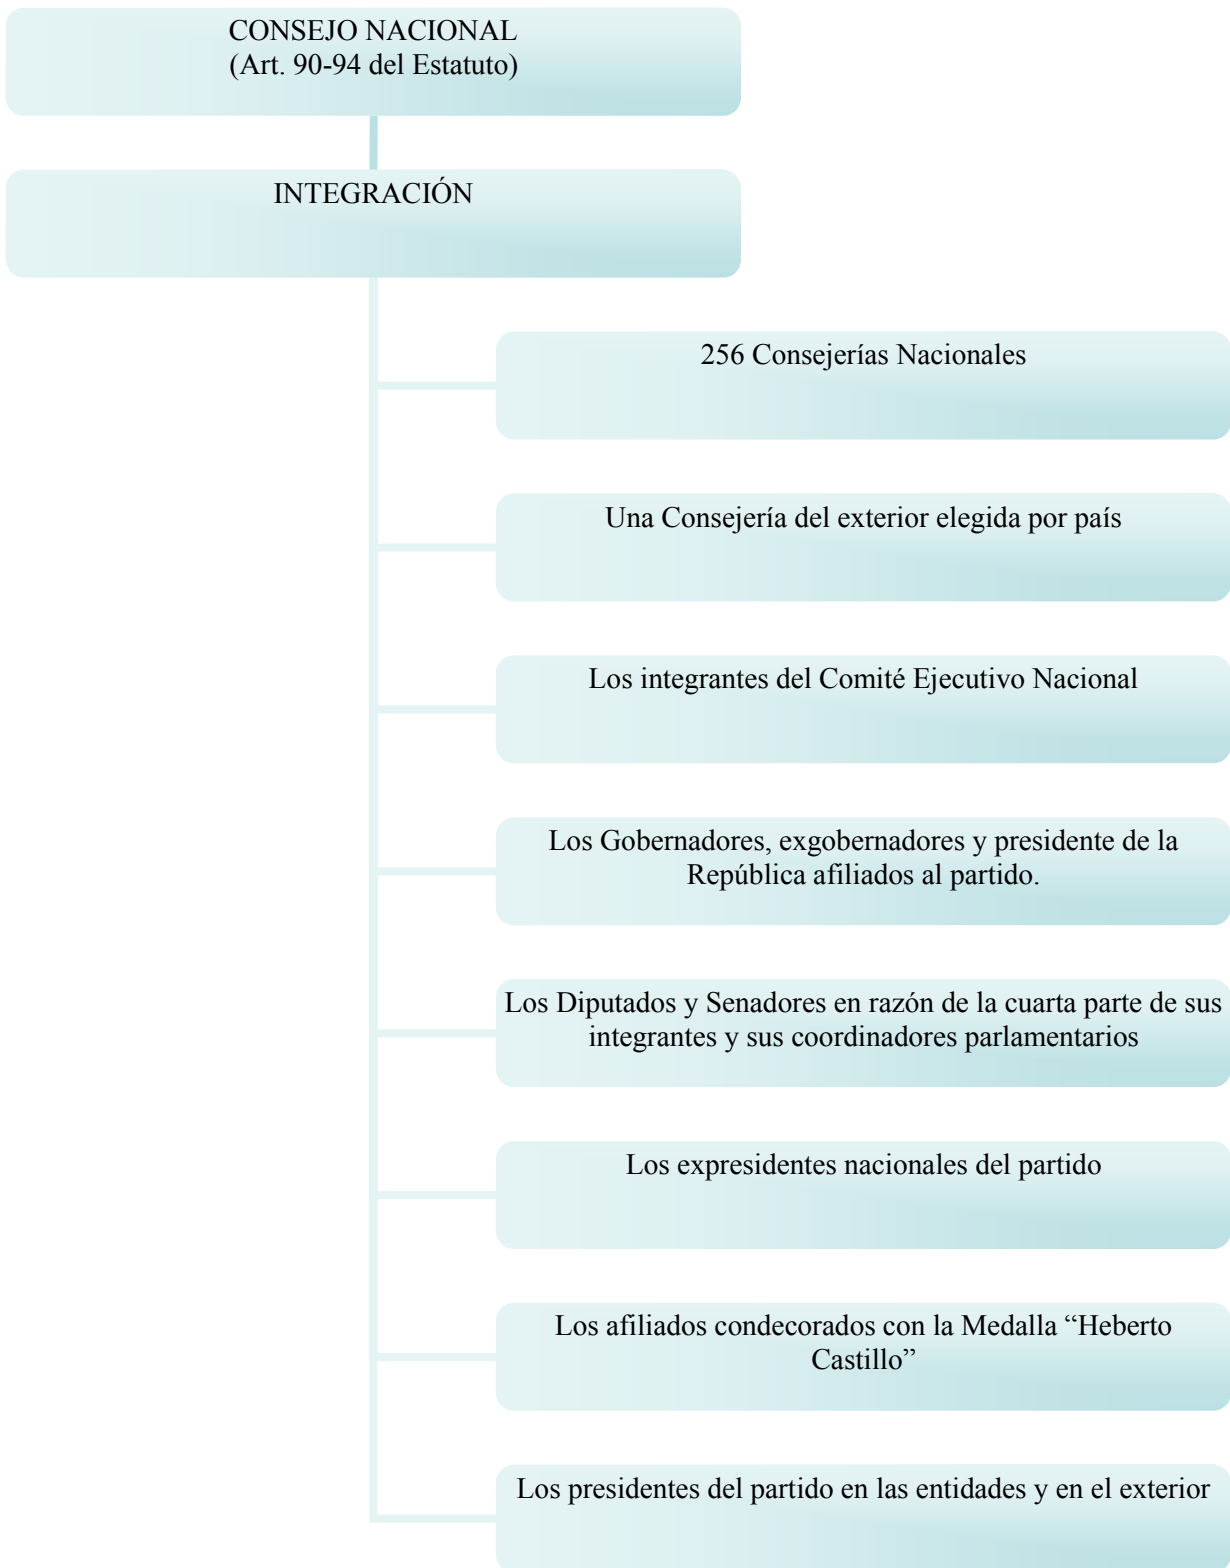 CONSEJO NACIONAL
(Art. 90-94 del Estatuto)
INTEGRACIÓN
256 Consejerías Nacionales
Una Consejería del exterior elegida por país
Los integrantes del Comité Ejecutivo Nacional
Los Gobernadores, exgobernadores y presidente de la
República afiliados al partido.
Los Diputados y Senadores en razón de la cuarta parte de sus
integrantes y sus coordinadores parlamentarios
Los expresidentes nacionales del partido
Los afiliados condecorados con la Medalla “Heberto
Castillo”
Los presidentes del partido en las entidades y en el exterior